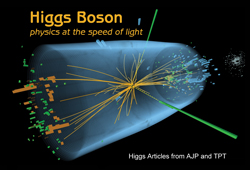 Higgs Boson
physics at the speed of light
Higgs Articles from AJP and TPT